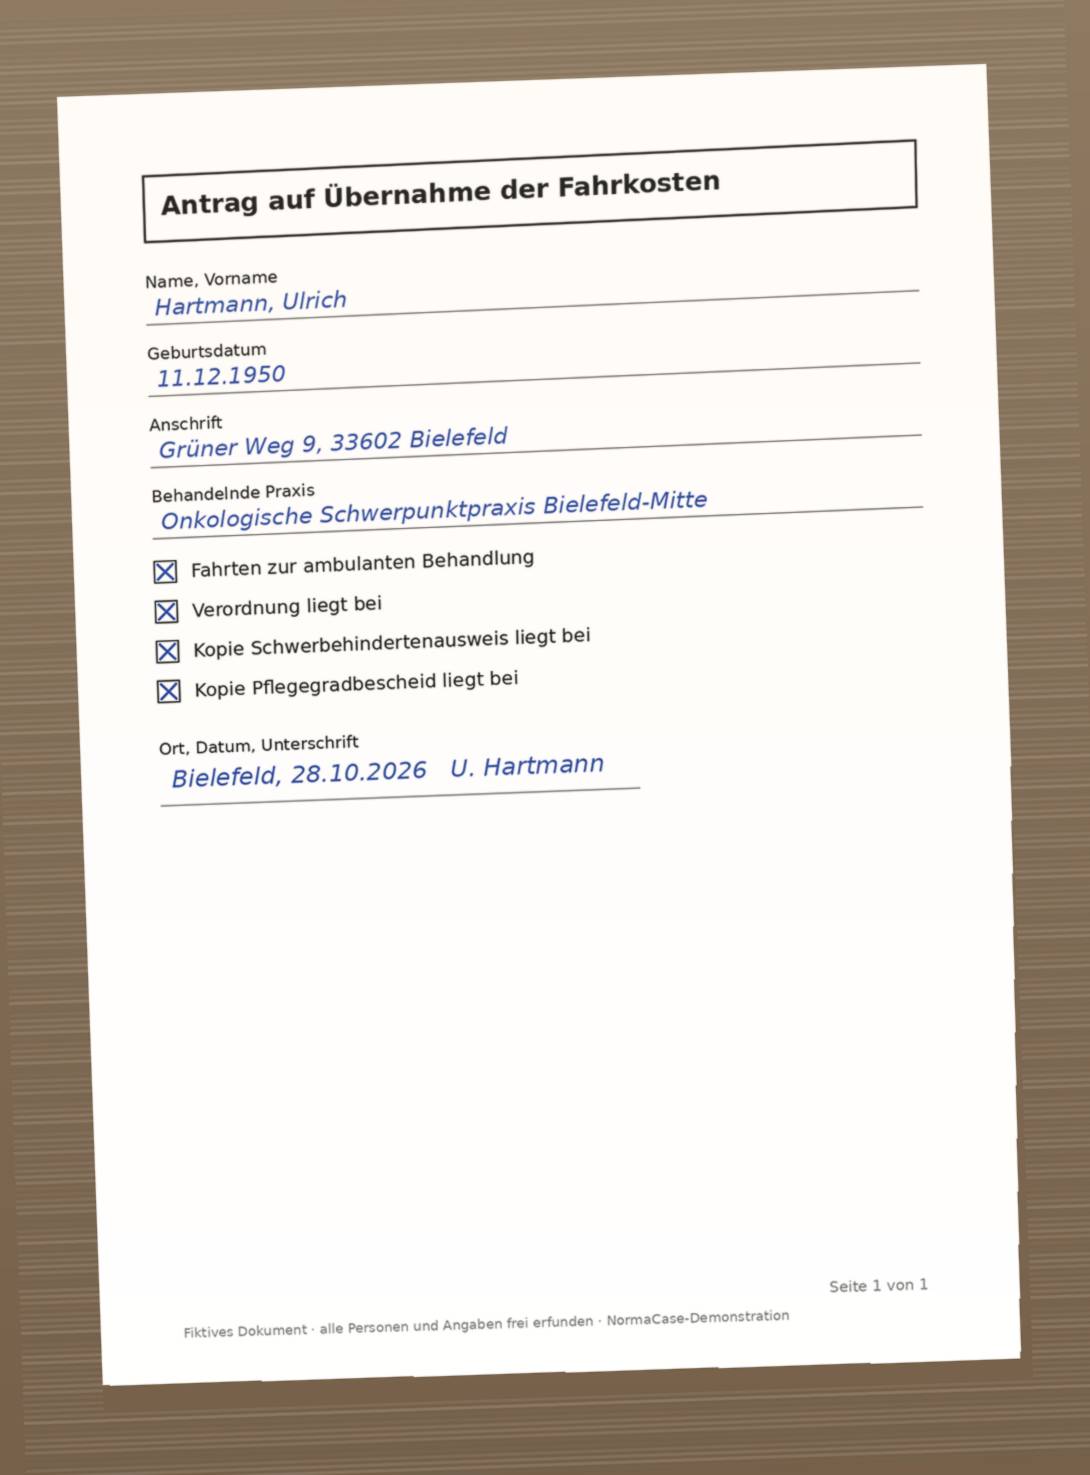 Antrag auf Übernahme der Fahrkosten
Name, Vorname
Hartmann, Ulrich
Geburtsdatum
11.12.1950
Anschrift
Grüner Weg 9, 33602 Bielefeld
Behandelnde Praxis
Onkologische Schwerpunktpraxis Bielefeld-Mitte
Fahrten zur ambulanten Behandlung
Verordnung liegt bei
Kopie Schwerbehindertenausweis liegt bei
Kopie Pflegegradbescheid liegt bei
Ort, Datum, Unterschrift
Bielefeld, 28.10.2026 U. Hartmann
Seite 1 von 1
Fiktives Dokument · alle Personen und Angaben frei erfunden · NormaCase-Demonstration